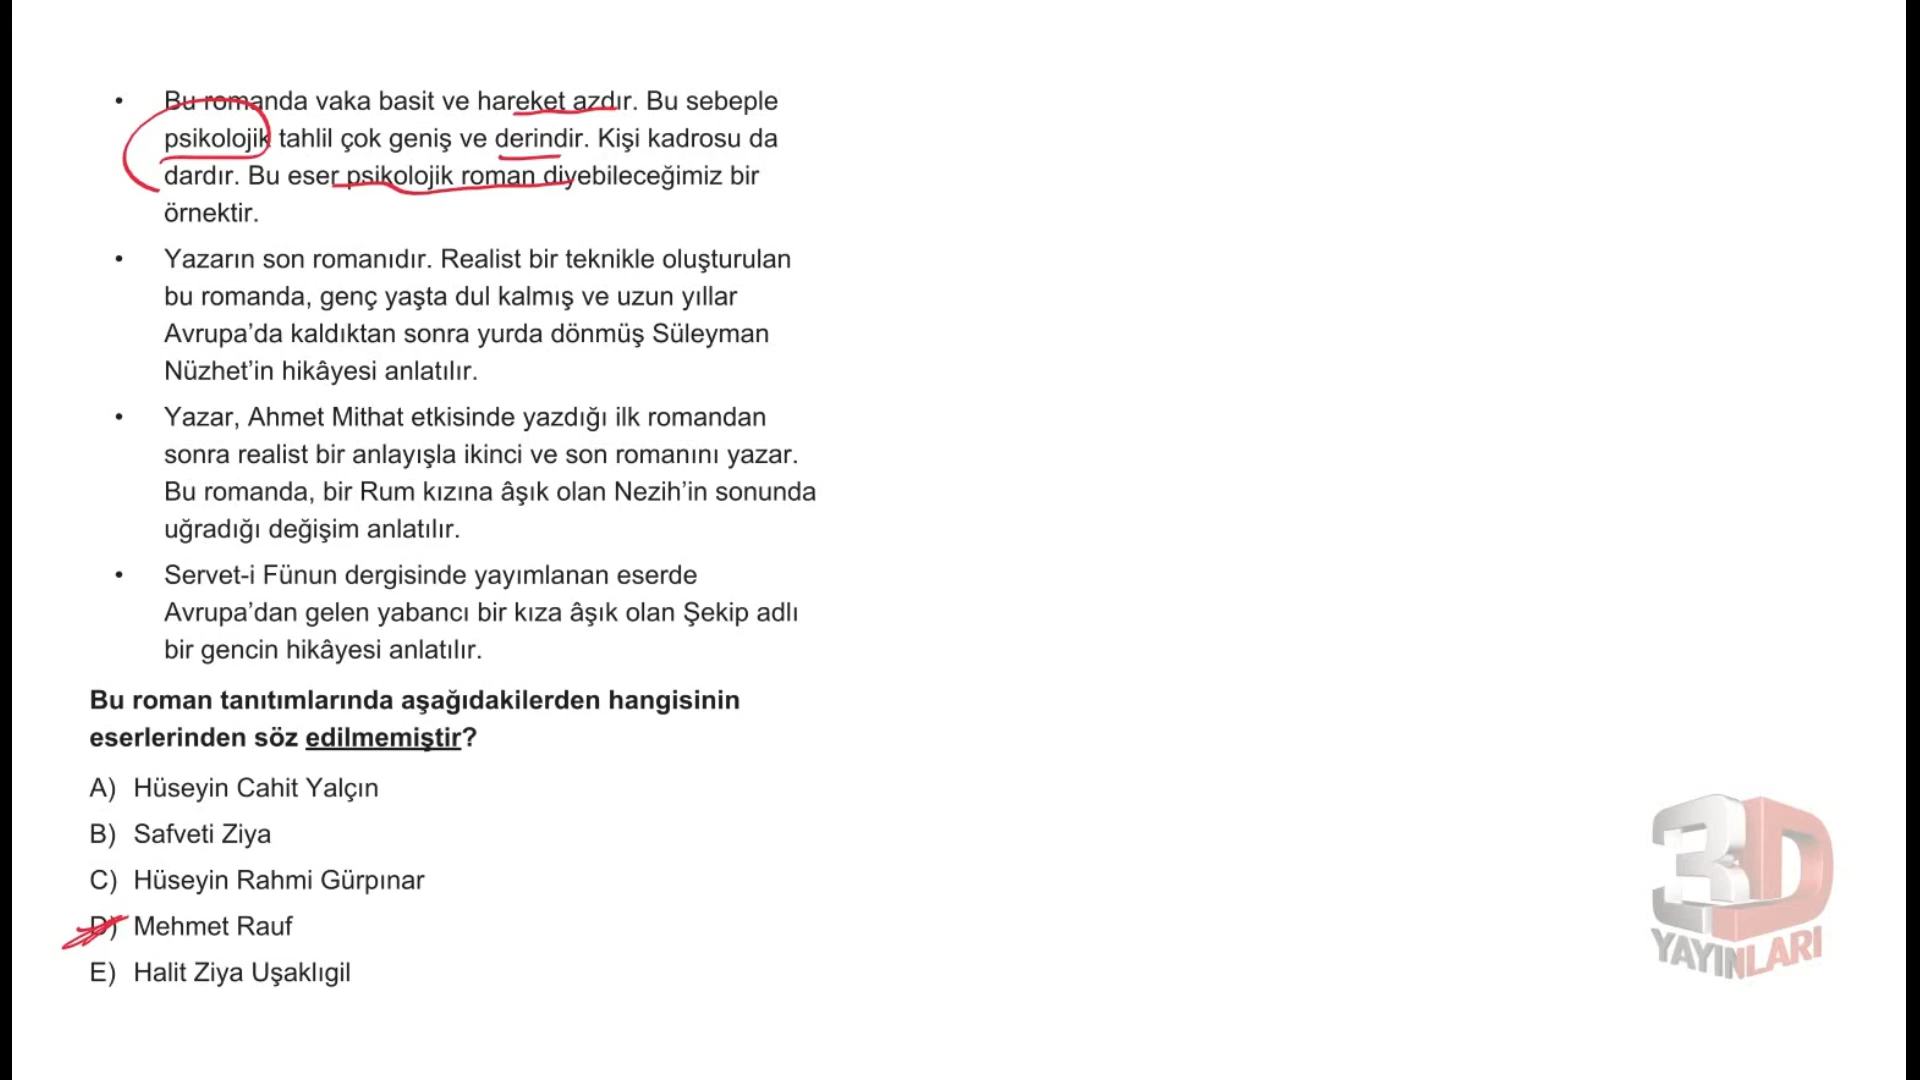 • Bu romanda vaka basit ve hareket azdır. Bu sebeple
psikolojik tahlil çok geniş ve derindir. Kişi kadrosu da
dardır. Bu eser psikolojik roman diyebileceğimiz bir
örnektir.
• Yazarın son romanıdır. Realist bir teknikle oluşturulan
bu romanda, genç yaşta dul kalmış ve uzun yıllar
Avrupa’da kaldıktan sonra yurda dönmüş Süleyman
Nüzhet’in hikâyesi anlatılır.
• Yazar, Ahmet Mithat etkisinde yazdığı ilk romandan
sonra realist bir anlayışla ikinci ve son romanını yazar.
Bu romanda, bir Rum kızına âşık olan Nezih’in sonunda
uğradığı değişim anlatılır.
• Servet-i Fünun dergisinde yayımlanan eserde
Avrupa’dan gelen yabancı bir kıza âşık olan Şekip adlı
bir gencin hikâyesi anlatılır.
Bu roman tanıtımlarında aşağıdakilerden hangisinin
eserlerinden söz edilmemiştir?
A) Hüseyin Cahit Yalçın
B) Safveti Ziya
C) Hüseyin Rahmi Gürpınar
D) Mehmet Rauf
E) Halit Ziya Uşaklıgil
3D
YAYINLARI